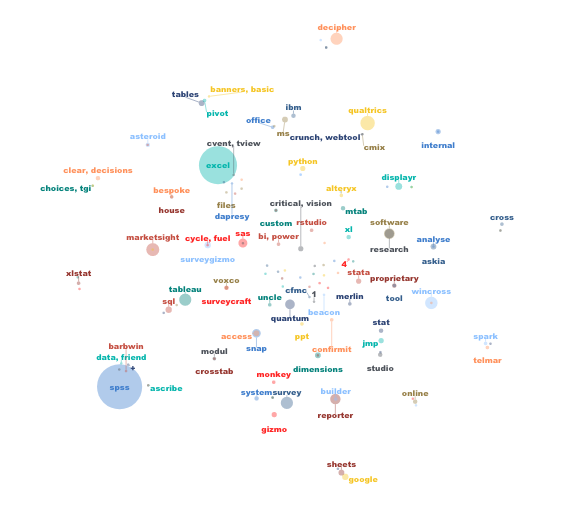 decipher
banners, basic
tables
ibm
qualtrics
pivot
office
ms
crunch, webtool
internal
asteroid
cvent, tview
cmix
excel
python
clear, decisions
displayr
choices, tgi
bespoke
alteryx
files
critical, vision
house
dapresy
mtab
cross
custom
rstudio
software
marketsight
cycle, fuel
sas
bi, power
xl
research
analyse
surveygizmo
askia
4
xlstat
voxco
stata
proprietary
tableau
cfmc
1
sql
surveycraft
uncle
merlin
tool
wincross
beacon
quantum
stat
access
ppt
spark
barbwin
snap
confirmit
jmp
data, friend
modul
telmar
+
crosstab
dimensions
studio
monkey
spss
ascribe
system
survey
builder
online
reporter
gizmo
sheets
google